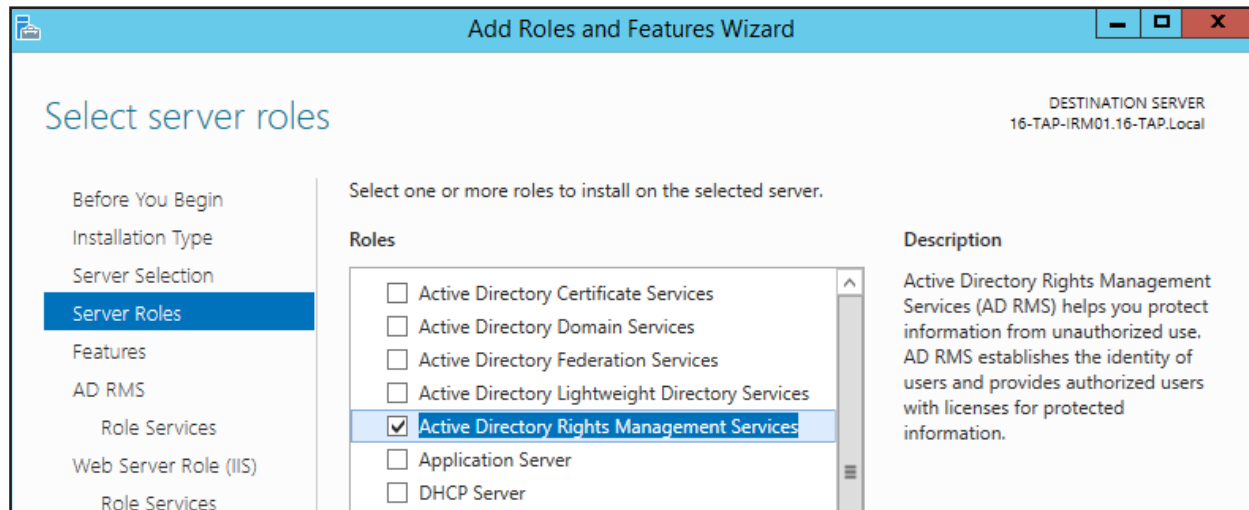 Add Roles and Features Wizard
Select server roles
DESTINATION SERVER
16-TAP-IRM01.16-TAP.Local
Before You Begin
Installation Type
Server Selection
Server Roles
Features
AD RMS
Role Services
Web Server Role (IIS)
Role Services
Select one or more roles to install on the selected server.
Roles
Active Directory Certificate Services
Active Directory Domain Services
Active Directory Federation Services
Active Directory Lightweight Directory Services
Active Directory Rights Management Services
Application Server
DHCP Server
Description
Active Directory Rights Management
Services (AD RMS) helps you protect
information from unauthorized use.
AD RMS establishes the identity of
users and provides authorized users
with licenses for protected
information.